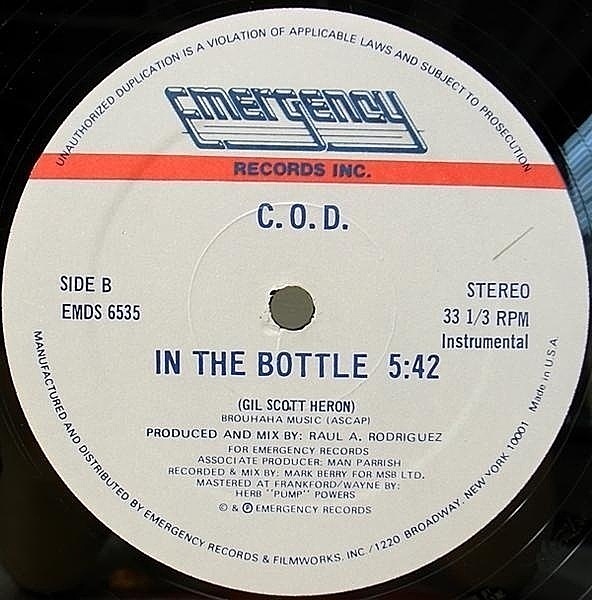 UNAUTHORIZED DUPLICATION IS A VIOLATION OF APPLICABLE LAWS AND SUBJECT TO PROSECUTION
Emergency
RECORDS INC.
C.O.D.
SIDE B
EMDS 6535
STEREO
33 1/3 RPM
Instrumental
IN THE BOTTLE 5:42
(GIL SCOTT HERON)
BROUHAHA MUSIC (ASCAP)
PRODUCED AND MIX BY: RAUL A. RODRIGUEZ
FOR EMERGENCY RECORDS
ASSOCIATE PRODUCER: MAN PARRISH
RECORDED & MIX BY: MARK BERRY FOR MSB LTD.
MASTERED AT FRANKFORD/WAYNE BY:
HERB "PUMP" POWERS
© & ℗ EMERGENCY RECORDS
MANUFACTURED AND DISTRIBUTED BY EMERGENCY RECORDS & FILMWORKS, INC./1220 BROADWAY, NEW YORK 10001 Made in U.S.A.